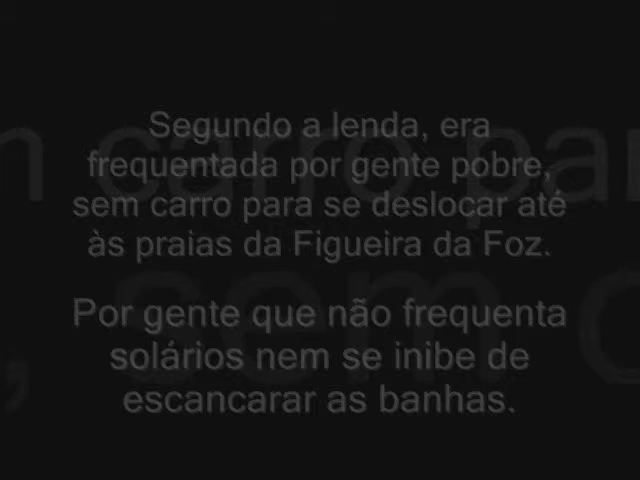 Segundo a lenda, era
frequentada por gente pobre,
sem carro para se deslocar até
às praias da Figueira da Foz.
Por gente que não frequenta
solários nem se inibe de
escancarar as banhas.